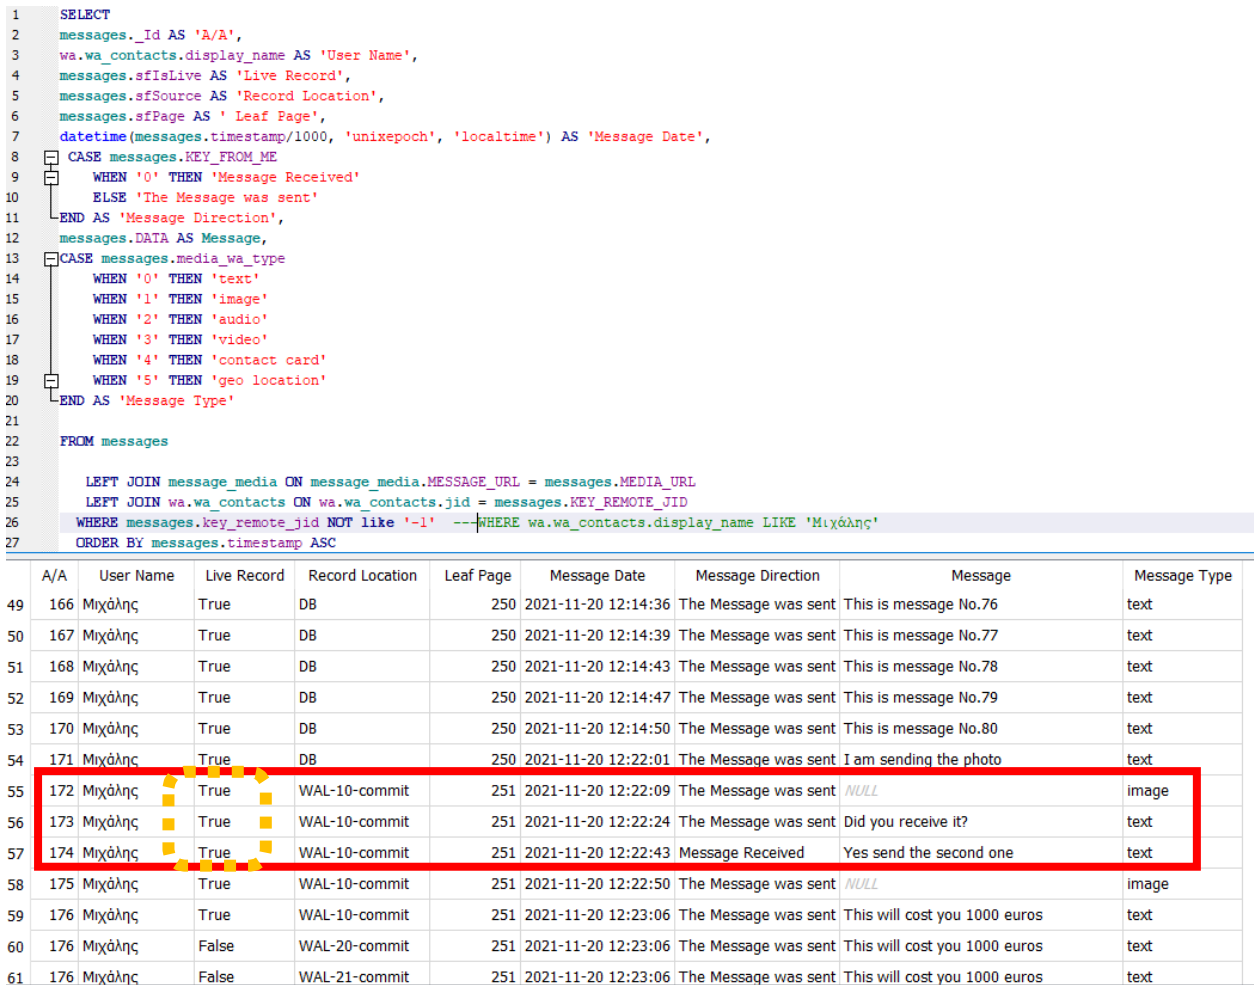 1 SELECT
2 messages._Id AS 'A/A',
3 wa.wa_contacts.display_name AS 'User Name',
4 messages.sfIsLive AS 'Live Record',
5 messages.sfSource AS 'Record Location',
6 messages.sfPage AS ' Leaf Page',
7 datetime(messages.timestamp/1000, 'unixepoch', 'localtime') AS 'Message Date',
8 CASE messages.KEY_FROM_ME
9 WHEN '0' THEN 'Message Received'
10 ELSE 'The Message was sent'
11 END AS 'Message Direction',
12 messages.DATA AS Message,
13 CASE messages.media_wa_type
14 WHEN '0' THEN 'text'
15 WHEN '1' THEN 'image'
16 WHEN '2' THEN 'audio'
17 WHEN '3' THEN 'video'
18 WHEN '4' THEN 'contact card'
19 WHEN '5' THEN 'geo location'
20 END AS 'Message Type'
21
22 FROM messages
23
24 LEFT JOIN message_media ON message_media.MESSAGE_URL = messages.MEDIA_URL
25 LEFT JOIN wa.wa_contacts ON wa.wa_contacts.jid = messages.KEY_REMOTE_JID
26 WHERE messages.key_remote_jid NOT like '-1' ---WHERE wa.wa_contacts.display_name LIKE 'Μιχάλης'
27 ORDER BY messages.timestamp ASC
A/A User Name Live Record Record Location Leaf Page Message Date Message Direction Message Message Type
49 166 Μιχάλης True DB 250 2021-11-20 12:14:36 The Message was sent This is message No.76 text
50 167 Μιχάλης True DB 250 2021-11-20 12:14:39 The Message was sent This is message No.77 text
51 168 Μιχάλης True DB 250 2021-11-20 12:14:43 The Message was sent This is message No.78 text
52 169 Μιχάλης True DB 250 2021-11-20 12:14:47 The Message was sent This is message No.79 text
53 170 Μιχάλης True DB 250 2021-11-20 12:14:50 The Message was sent This is message No.80 text
54 171 Μιχάλης True DB 250 2021-11-20 12:22:01 The Message was sent I am sending the photo text
55 172 Μιχάλης True WAL-10-commit 251 2021-11-20 12:22:09 The Message was sent NULL image
56 173 Μιχάλης True WAL-10-commit 251 2021-11-20 12:22:24 The Message was sent Did you receive it? text
57 174 Μιχάλης True WAL-10-commit 251 2021-11-20 12:22:43 Message Received Yes send the second one text
58 175 Μιχάλης True WAL-10-commit 251 2021-11-20 12:22:50 The Message was sent NULL image
59 176 Μιχάλης True WAL-10-commit 251 2021-11-20 12:23:06 The Message was sent This will cost you 1000 euros text
60 176 Μιχάλης False WAL-20-commit 251 2021-11-20 12:23:06 The Message was sent This will cost you 1000 euros text
61 176 Μιχάλης False WAL-21-commit 251 2021-11-20 12:23:06 The Message was sent This will cost you 1000 euros text